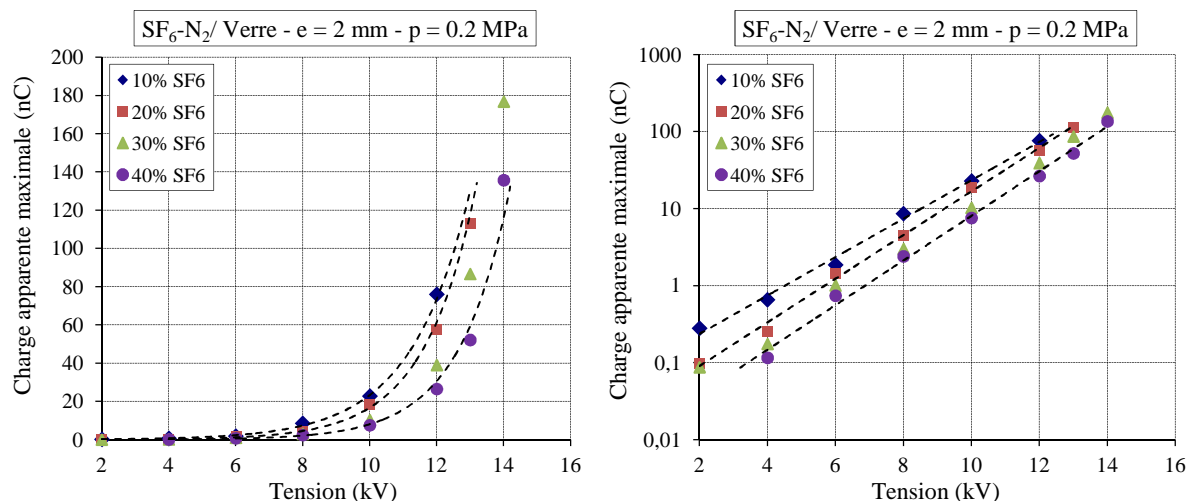 SF₆-N₂/ Verre - e = 2 mm - p = 0.2 MPa
Charge apparente maximale (nC)
200
180
160
140
120
100
80
60
40
20
0
10% SF6
20% SF6
30% SF6
40% SF6
2 4 6 8 10 12 14 16
Tension (kV)
SF₆-N₂/ Verre - e = 2 mm - p = 0.2 MPa
Charge apparente maximale (nC)
1000
100
10
1
0,1
0,01
10% SF6
20% SF6
30% SF6
40% SF6
2 4 6 8 10 12 14 16
Tension (kV)